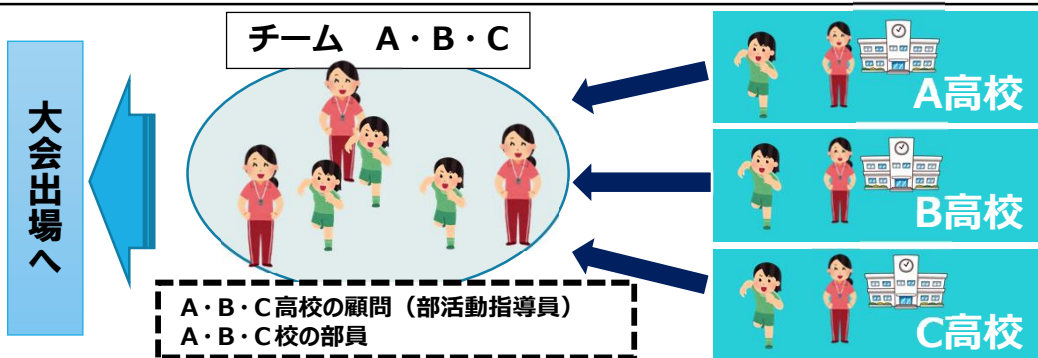 チーム　A・B・C
大会出場へ
A高校
B高校
C高校
A・B・C高校の顧問（部活動指導員）
A・B・C校の部員